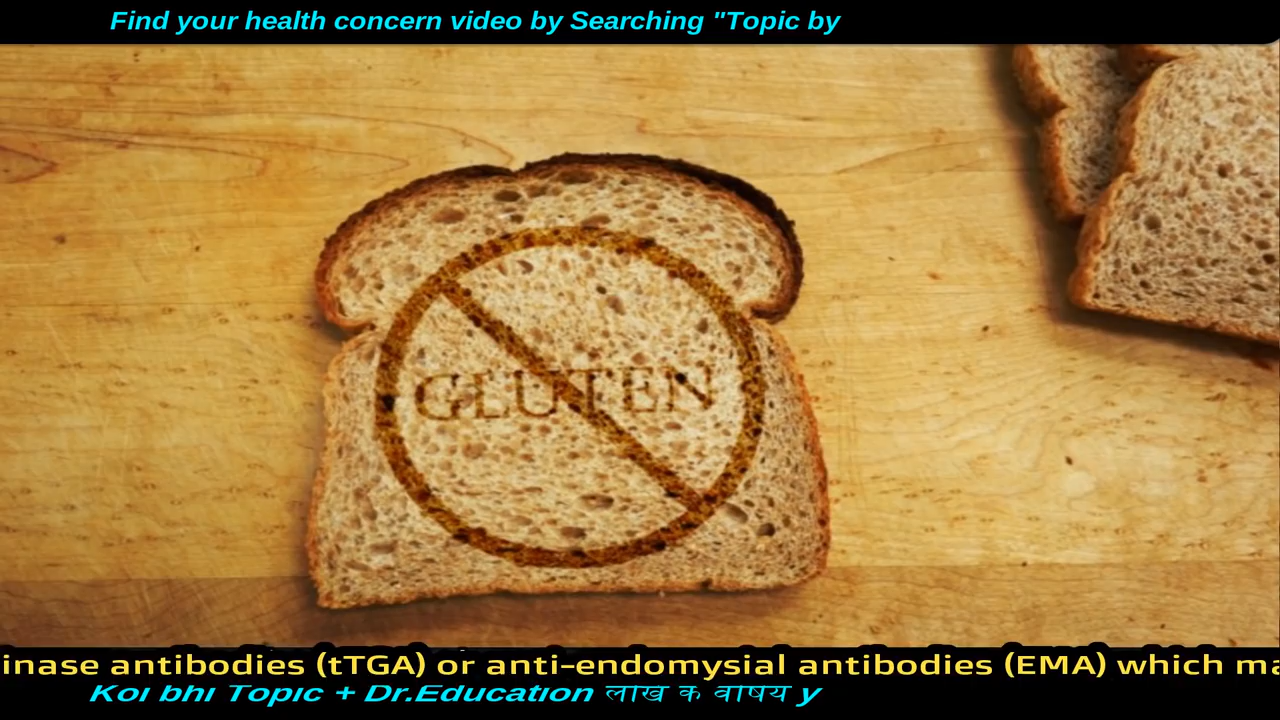 Find your health concern video by Searching "Topic by
GLUTEN
inase antibodies (tTGA) or anti-endomysial antibodies (EMA) which ma
Koi bhi Topic + Dr.Education लाख क वाषय y